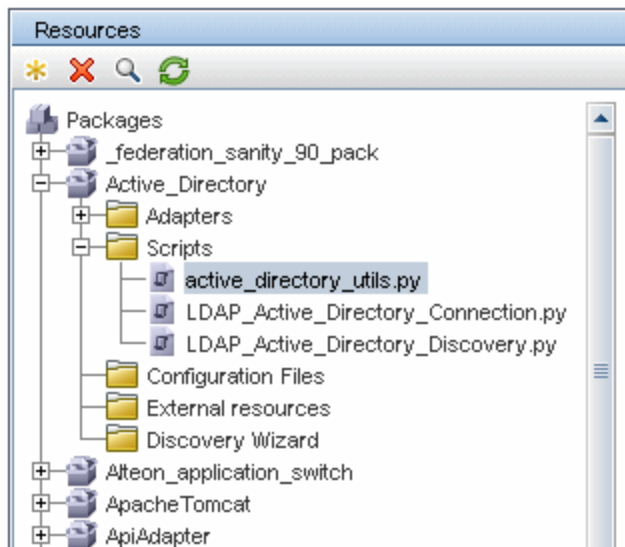 Resources
Packages
_federation_sanity_90_pack
Active_Directory
Adapters
Scripts
active_directory_utils.py
LDAP_Active_Directory_Connection.py
LDAP_Active_Directory_Discovery.py
Configuration Files
External resources
Discovery Wizard
Alteon_application_switch
ApacheTomcat
ApiAdapter